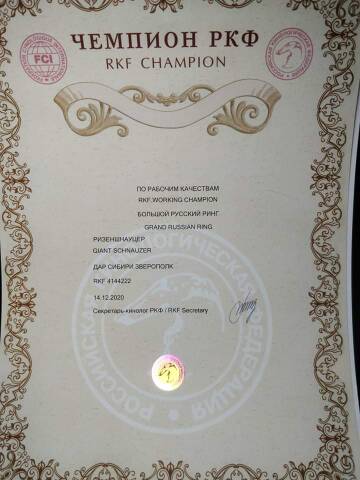 ЧЕМПИОН РКФ
RKF CHAMPION
FCI
ПО РАБОЧИМ КАЧЕСТВАМ
RKF WORKING CHAMPION
БОЛЬШОЙ РУССКИЙ РИНГ
GRAND RUSSIAN RING
РИЗЕНШНАУЦЕР
GIANT SCHNAUZER
ДАР СИБИРИ ЗВЕРОПОЛК
RKF 4144222
14.12.2020
Секретарь-кинолог РКФ / RKF Secretary